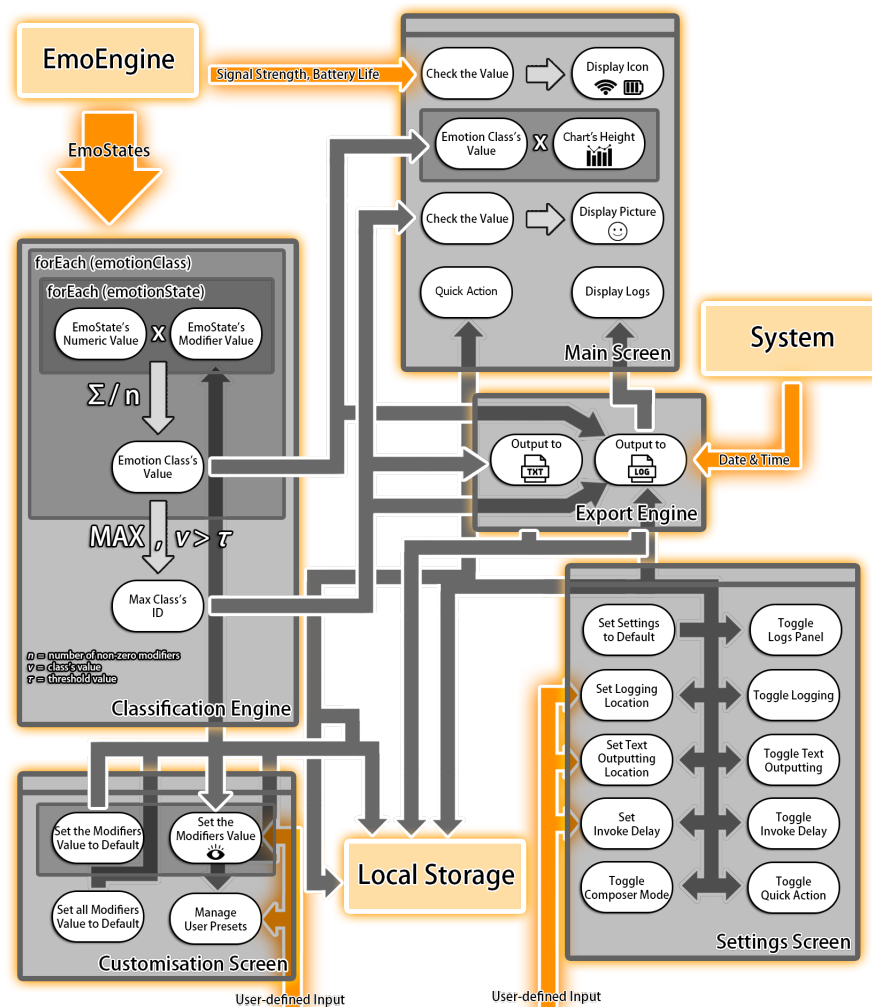 EmoEngine
Signal Strength, Battery Life
EmoStates
Check the Value
Display Icon
Emotion Class's
Value
X
Chart's Height
Check the Value
Display Picture
Quick Action
Display Logs
Main Screen
forEach (emotionClass)
forEach (emotionState)
EmoState's
Numeric Value
X
EmoState's
Modifier Value
Σ/n
Emotion Class's
Value
MAX , v > τ
Max Class's
ID
n = number of non-zero modifiers
v = class's value
τ = threshold value
Classification Engine
System
Date & Time
Output to
TXT
Output to
LOG
Export Engine
Set Settings
to Default
Toggle
Logs Panel
Set Logging
Location
Toggle Logging
Set Text
Outputting
Location
Toggle Text
Outputting
Set
Invoke Delay
Toggle
Invoke Delay
Toggle
Composer Mode
Toggle
Quick Action
Settings Screen
Set the Modifiers
Value to Default
Set the
Modifiers Value
Set all Modifiers
Value to Default
Manage
User Presets
Customisation Screen
Local Storage
User-defined Input
User-defined Input